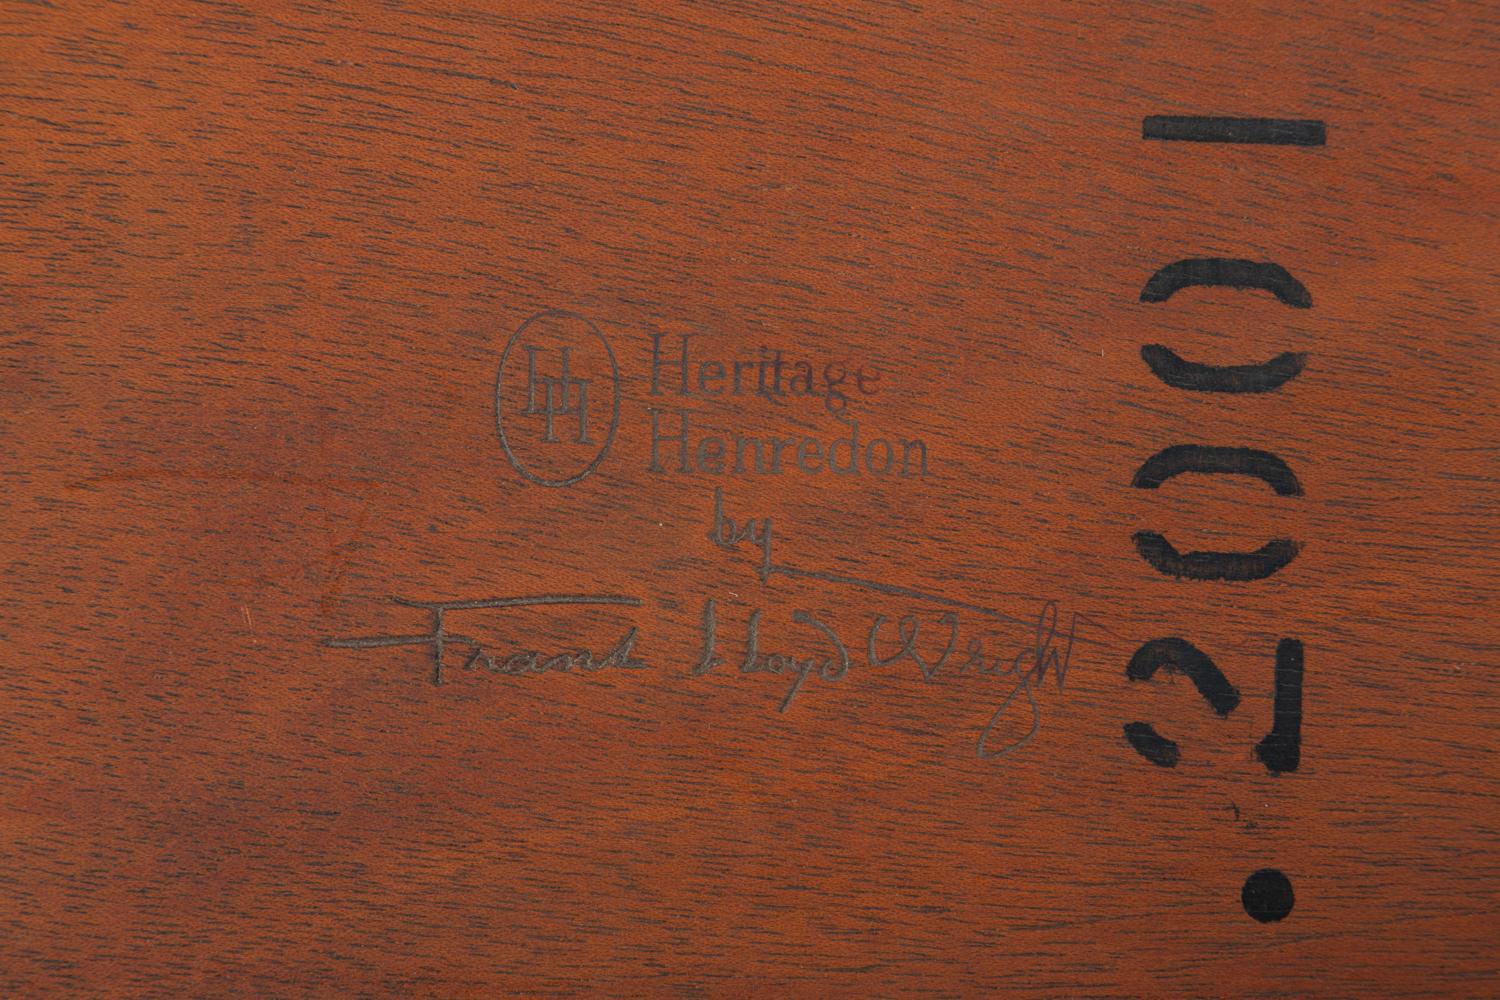 HH
Heritage
Henredon
by
Frank Lloyd Wright
.2001